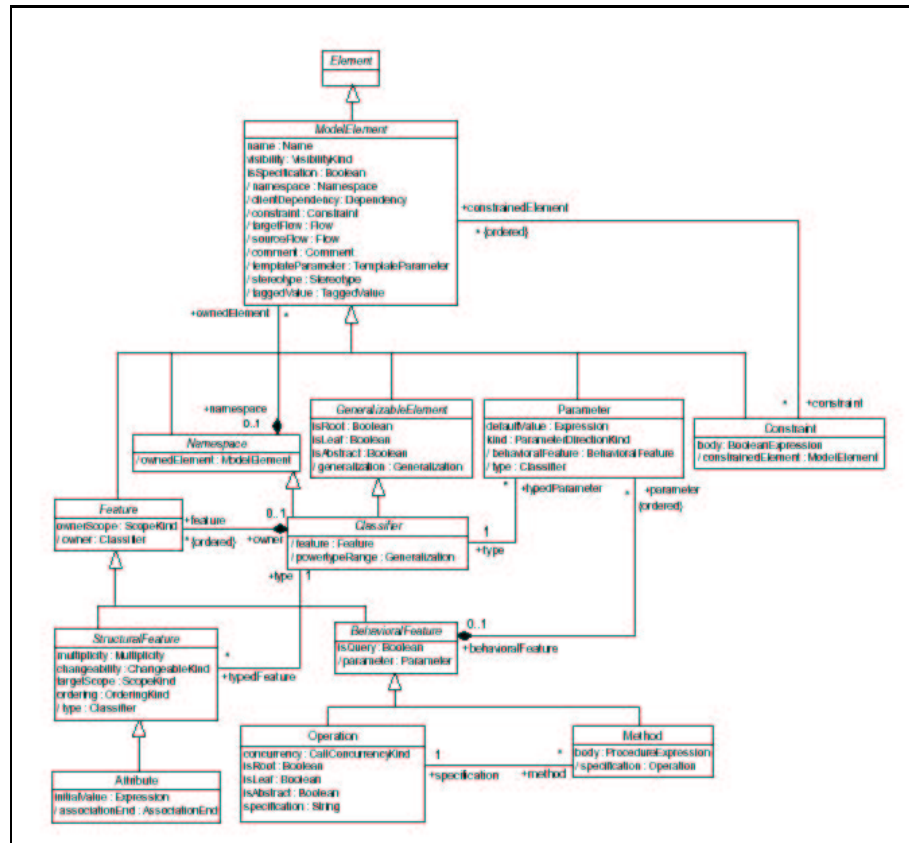 Element
ModelElement
name : Name
visibility : VisibilityKind
isSpecification : Boolean
/ namespace : Namespace
/ clientDependency : Dependency
/ constraint : Constraint
/ targetFlow : Flow
/ sourceFlow : Flow
/ comment : Comment
/ templateParameter : TemplateParameter
/ stereotype : Stereotype
/ taggedValue : TaggedValue
+constrainedElement
* {ordered}
+ownedElement
*
+namespace
0..1
Namespace
/ ownedElement : ModelElement
GeneralizableElement
isRoot : Boolean
isLeaf : Boolean
isAbstract : Boolean
/ generalization : Generalization
Parameter
defaultValue : Expression
kind : ParameterDirectionKind
/ behavioralFeature : BehavioralFeature
/ type : Classifier
*
+constraint
Constraint
body : BooleanExpression
/ constrainedElement : ModelElement
*
+typedParameter
*
+parameter
{ordered}
Feature
ownerScope : ScopeKind
/ owner : Classifier
+feature
* {ordered}
0..1
+owner
Classifier
/ feature : Feature
/ powertypeRange : Generalization
1
+type
+type
1
StructuralFeature
multiplicity : Multiplicity
changeability : ChangeableKind
targetScope : ScopeKind
ordering : OrderingKind
/ type : Classifier
*
+typedFeature
BehavioralFeature
isQuery : Boolean
/ parameter : Parameter
0..1
+behavioralFeature
Attribute
initialValue : Expression
/ associationEnd : AssociationEnd
Operation
concurrency : CallConcurrencyKind
isRoot : Boolean
isLeaf : Boolean
isAbstract : Boolean
specification : String
1
+specification
*
+method
Method
body : ProcedureExpression
/ specification : Operation